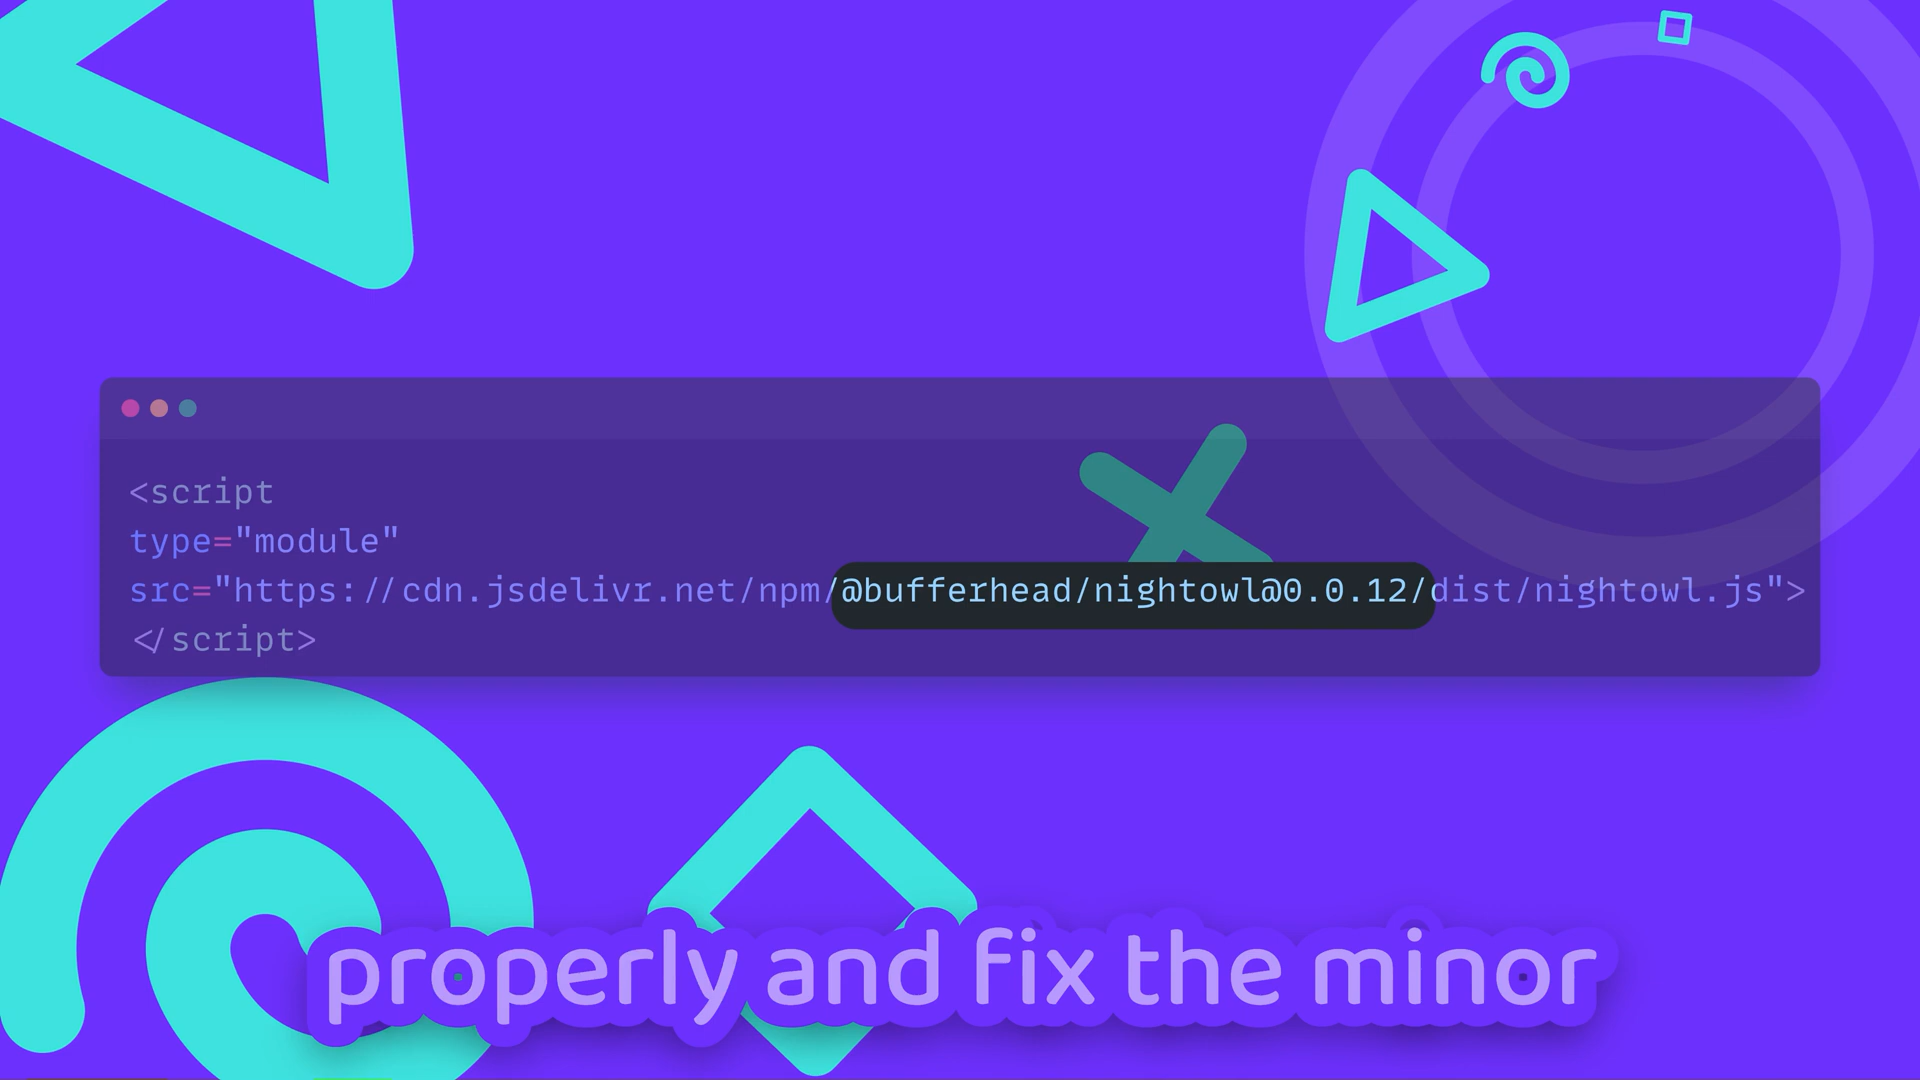 <script
type="module"
src="https://cdn.jsdelivr.net/npm/@bufferhead/nightowl@0.0.12/dist/nightowl.js">
</script>
properly and fix the minor